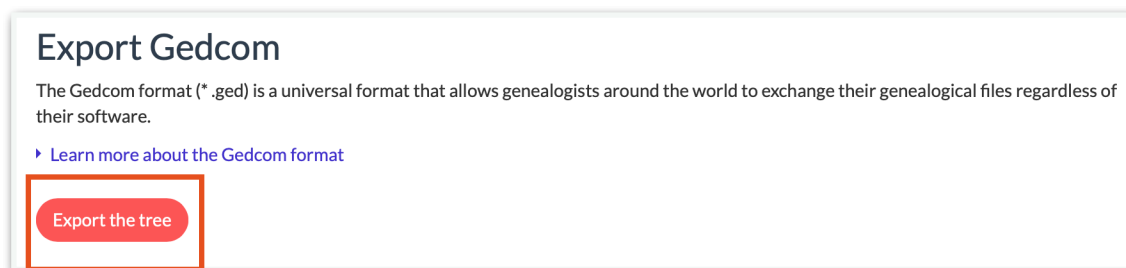 Export Gedcom
The Gedcom format (* .ged) is a universal format that allows genealogists around the world to exchange their genealogical files regardless of
their software.
Learn more about the Gedcom format
Export the tree